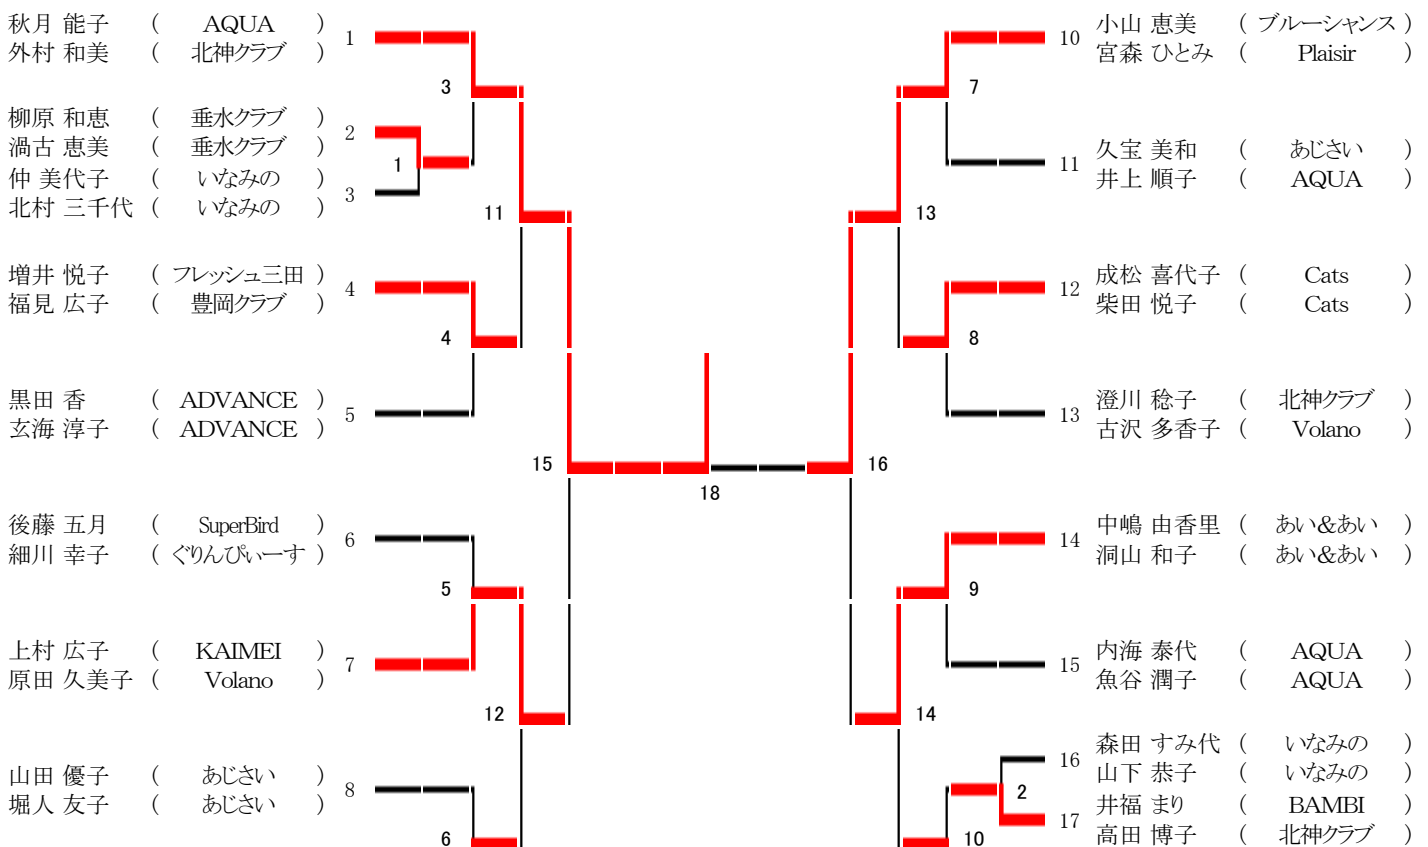 秋月 能子 ( AQUA )
外村 和美 ( 北神クラブ )
1
3
柳原 和恵 ( 垂水クラブ )
渦古 恵美 ( 垂水クラブ )
2
1
仲 美代子 ( いなみの )
北村 三千代 ( いなみの )
3
11
増井 悦子 ( フレッシュ三田 )
福見 広子 ( 豊岡クラブ )
4
4
黒田 香 ( ADVANCE )
玄海 淳子 ( ADVANCE )
5
15
後藤 五月 ( SuperBird )
細川 幸子 ( ぐりんぴぃーす )
6
5
上村 広子 ( KAIMEI )
原田 久美子 ( Volano )
7
12
山田 優子 ( あじさい )
堀人 友子 ( あじさい )
8
6
18
10 小山 恵美 ( ブルーシャンス )
宮森 ひとみ ( Plaisir )
7
11 久宝 美和 ( あじさい )
井上 順子 ( AQUA )
13
12 成松 喜代子 ( Cats )
柴田 悦子 ( Cats )
8
13 澄川 稔子 ( 北神クラブ )
古沢 多香子 ( Volano )
16
14 中嶋 由香里 ( あい&あい )
洞山 和子 ( あい&あい )
9
15 内海 泰代 ( AQUA )
魚谷 潤子 ( AQUA )
14
16 森田 すみ代 ( いなみの )
山下 恭子 ( いなみの )
2
17 井福 まり ( BAMBI )
高田 博子 ( 北神クラブ )
10